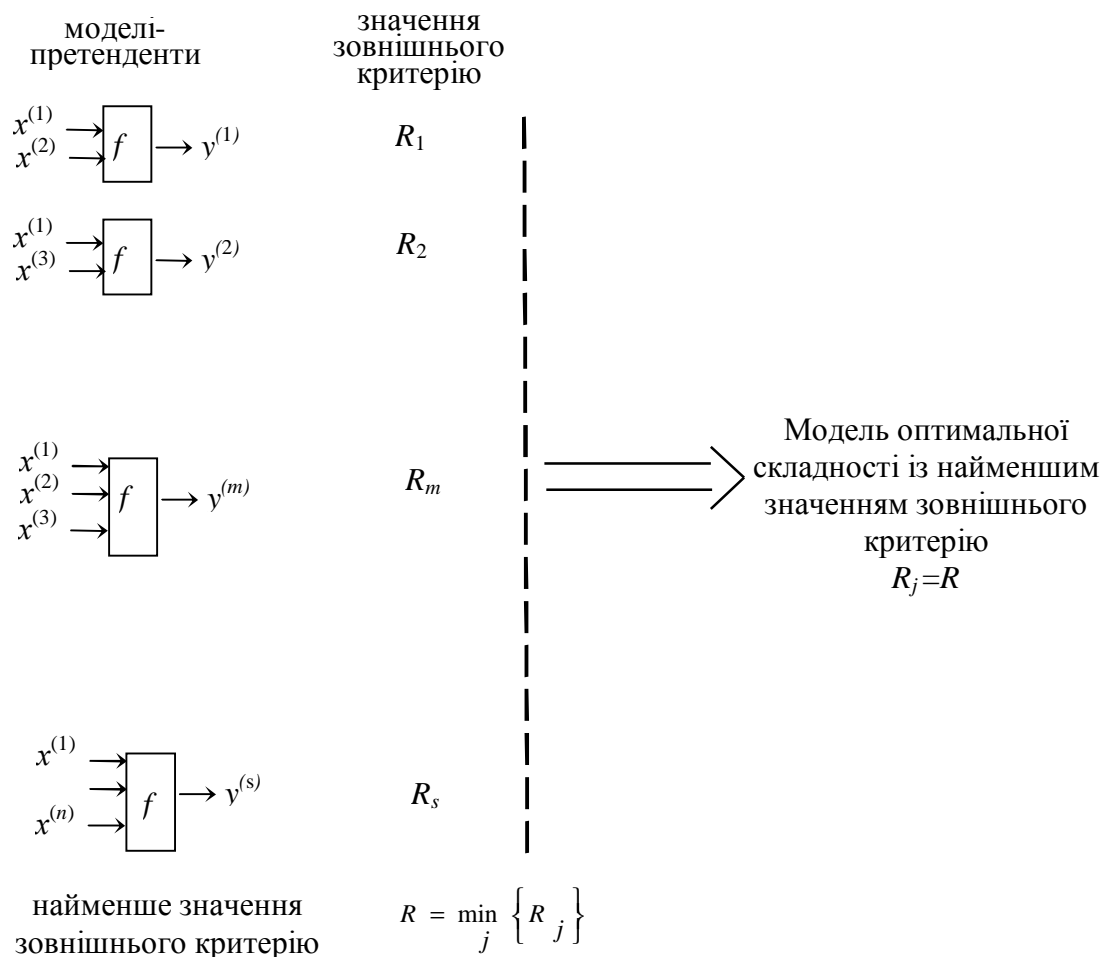 моделі-
претенденти
значення
зовнішнього
критерію
x⁽¹⁾
x⁽²⁾
f
y⁽¹⁾
R₁
x⁽¹⁾
x⁽³⁾
f
y⁽²⁾
R₂
x⁽¹⁾
x⁽²⁾
x⁽³⁾
f
y⁽ᵐ⁾
Rₘ
Модель оптимальної
складності із найменшим
значенням зовнішнього
критерію
Rⱼ=R
x⁽¹⁾
x⁽ⁿ⁾
f
y⁽ˢ⁾
Rₛ
найменше значення
зовнішнього критерію
R = min {R j}
j